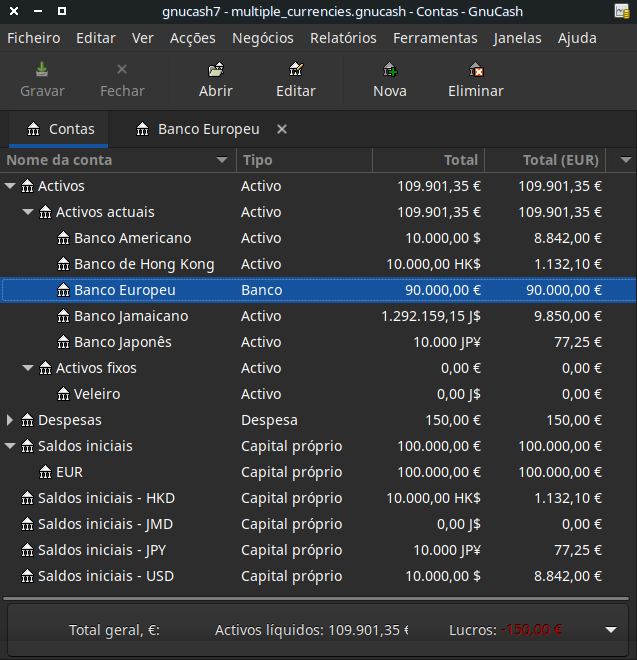 gnucash7 - multiple_currencies.gnucash - Contas - GnuCash
Ficheiro Editar Ver Acções Negócios Relatórios Ferramentas Janelas Ajuda
Gravar Fechar Abrir Editar Nova Eliminar
Contas Banco Europeu
Nome da conta Tipo Total Total (EUR)
Activos Activo 109.901,35 € 109.901,35 €
Activos actuais Activo 109.901,35 € 109.901,35 €
Banco Americano Activo 10.000,00 $ 8.842,00 €
Banco de Hong Kong Activo 10.000,00 HK$ 1.132,10 €
Banco Europeu Banco 90.000,00 € 90.000,00 €
Banco Jamaicano Activo 1.292.159,15 J$ 9.850,00 €
Banco Japonês Activo 10.000 JP¥ 77,25 €
Activos fixos Activo 0,00 € 0,00 €
Veleiro Activo 0,00 J$ 0,00 €
Despesas Despesa 150,00 € 150,00 €
Saldos iniciais Capital próprio 100.000,00 € 100.000,00 €
EUR Capital próprio 100.000,00 € 100.000,00 €
Saldos iniciais - HKD Capital próprio 10.000,00 HK$ 1.132,10 €
Saldos iniciais - JMD Capital próprio 0,00 J$ 0,00 €
Saldos iniciais - JPY Capital próprio 10.000 JP¥ 77,25 €
Saldos iniciais - USD Capital próprio 10.000,00 $ 8.842,00 €
Total geral, €: Activos líquidos: 109.901,35 € Lucros: -150,00 €